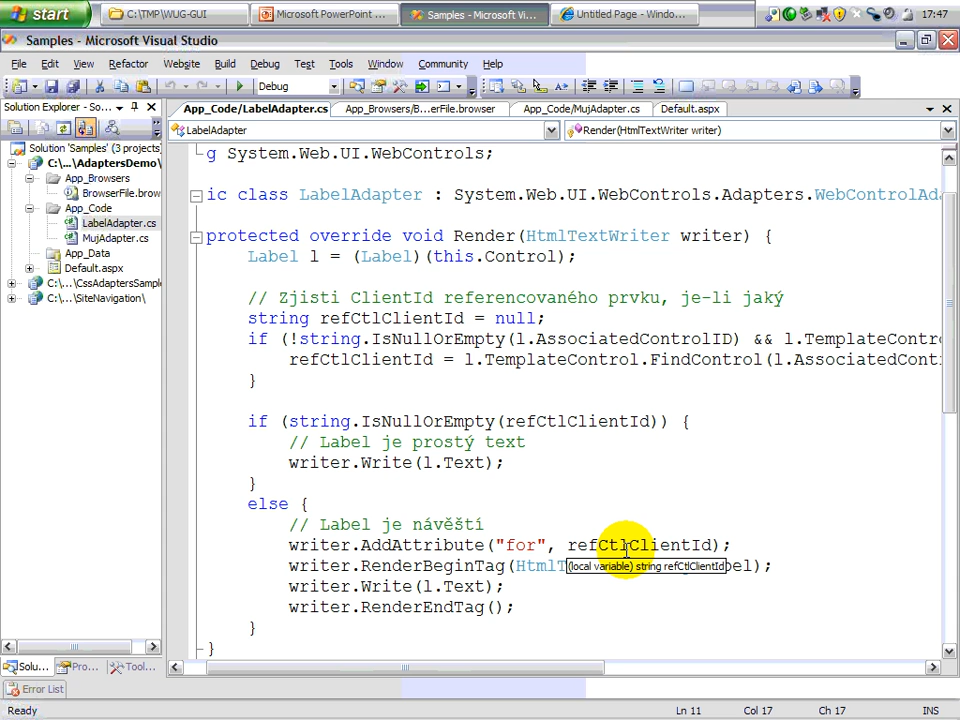 start
C:\TMP\WUG-GUI
Microsoft PowerPoint ...
Samples - Microsoft Vi...
Untitled Page - Windo...
17:47
Samples - Microsoft Visual Studio
File Edit View Refactor Website Build Debug Test Tools Window Community Help
Debug
Solution Explorer - So...
App_Code/LabelAdapter.cs
App_Browsers/B...erFile.browser
App_Code/MujAdapter.cs
Default.aspx
LabelAdapter
Render(HtmlTextWriter writer)
Solution 'Samples' (3 projects)
C:\...\AdaptersDemo\
App_Browsers
BrowserFile.brow
App_Code
LabelAdapter.cs
MujAdapter.cs
App_Data
Default.aspx
C:\...\CssAdaptersSample
C:\...\SiteNavigation\
g System.Web.UI.WebControls;
ic class LabelAdapter : System.Web.UI.WebControls.Adapters.WebControlAda
protected override void Render(HtmlTextWriter writer) {
Label l = (Label)(this.Control);
// Zjisti ClientId referencovaného prvku, je-li jaký
string refCtlClientId = null;
if (!string.IsNullOrEmpty(l.AssociatedControlID) && l.TemplateContro
refCtlClientId = l.TemplateControl.FindControl(l.AssociatedCont
}
if (string.IsNullOrEmpty(refCtlClientId)) {
// Label je prostý text
writer.Write(l.Text);
}
else {
// Label je návěští
writer.AddAttribute("for", refCtlClientId);
writer.RenderBeginTag(HtmlT bel);
(local variable) string refCtlClientId
writer.Write(l.Text);
writer.RenderEndTag();
}
}
Solu... Pro... Tool...
Error List
Ready
Ln 11 Col 17 Ch 17 INS